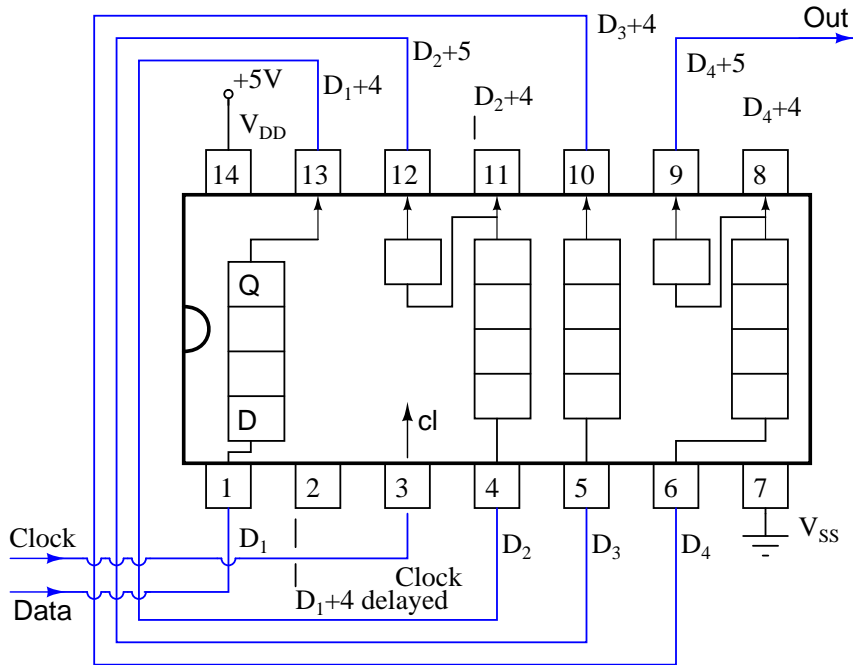 Out
D₃+4
D₂+5
D₄+5
+5V
D₁+4
D₂+4
D₄+4
V_DD
14
13
12
11
10
9
8
Q
D
cl
1
2
3
4
5
6
7
Clock
D₁
D₂
D₃
D₄
V_SS
Clock
Data
D₁+4 delayed